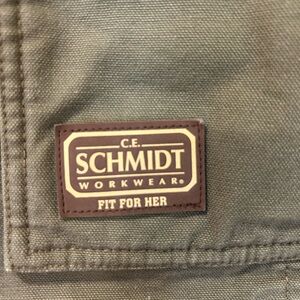 C.E.
SCHMIDT
WORKWEAR®
FIT FOR HER